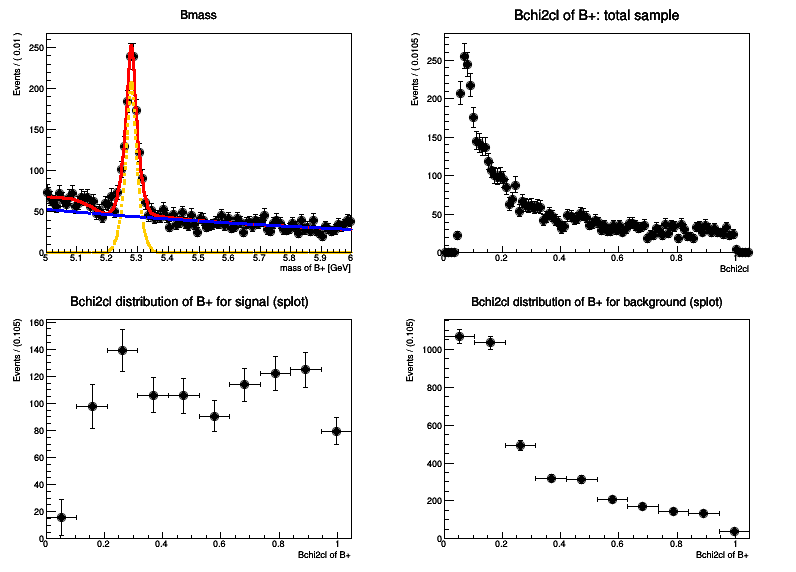 Bmass
Events / ( 0.01 )
250
200
150
100
50
0
5 5.1 5.2 5.3 5.4 5.5 5.6 5.7 5.8 5.9 6
mass of B+ [GeV]
Bchi2cl of B+: total sample
Events / ( 0.0105 )
250
200
150
100
50
0
0 0.2 0.4 0.6 0.8 1
Bchi2cl
Bchi2cl distribution of B+ for signal (splot)
Events / (0.105)
160
140
120
100
80
60
40
20
0
0 0.2 0.4 0.6 0.8 1
Bchi2cl of B+
Bchi2cl distribution of B+ for background (splot)
Events / (0.105)
1000
800
600
400
200
0
0 0.2 0.4 0.6 0.8 1
Bchi2cl of B+